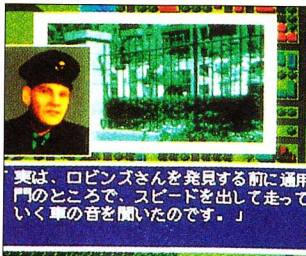 実は、ロビンズさんを発見する前に通用
門のところで、スピードを出して走って
いく車の音を聞いたのです。」